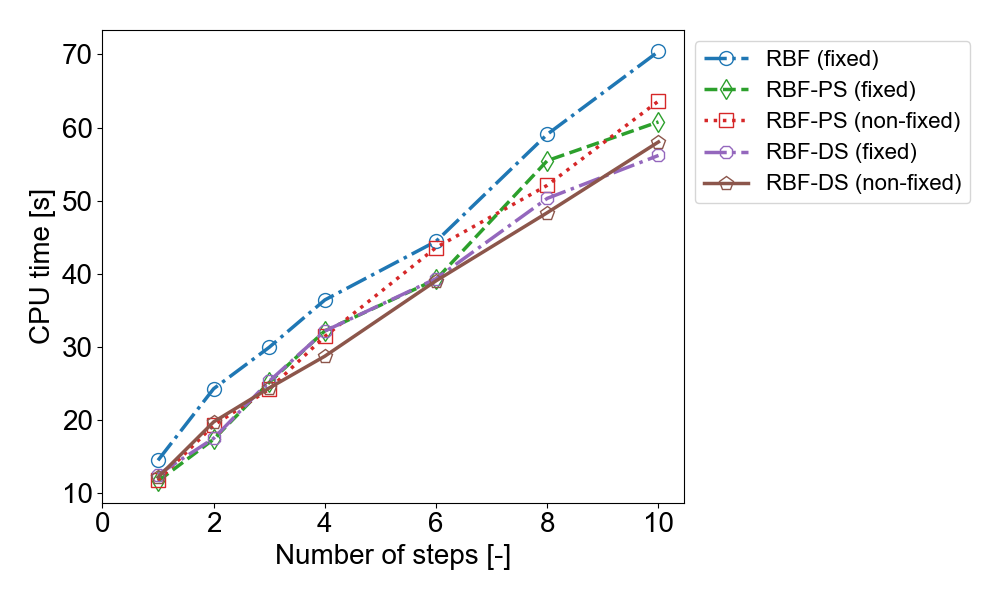 70
60
50
40
30
20
10
0
2
4
6
8
10
CPU time [s]
Number of steps [-]
RBF (fixed)
RBF-PS (fixed)
RBF-PS (non-fixed)
RBF-DS (fixed)
RBF-DS (non-fixed)